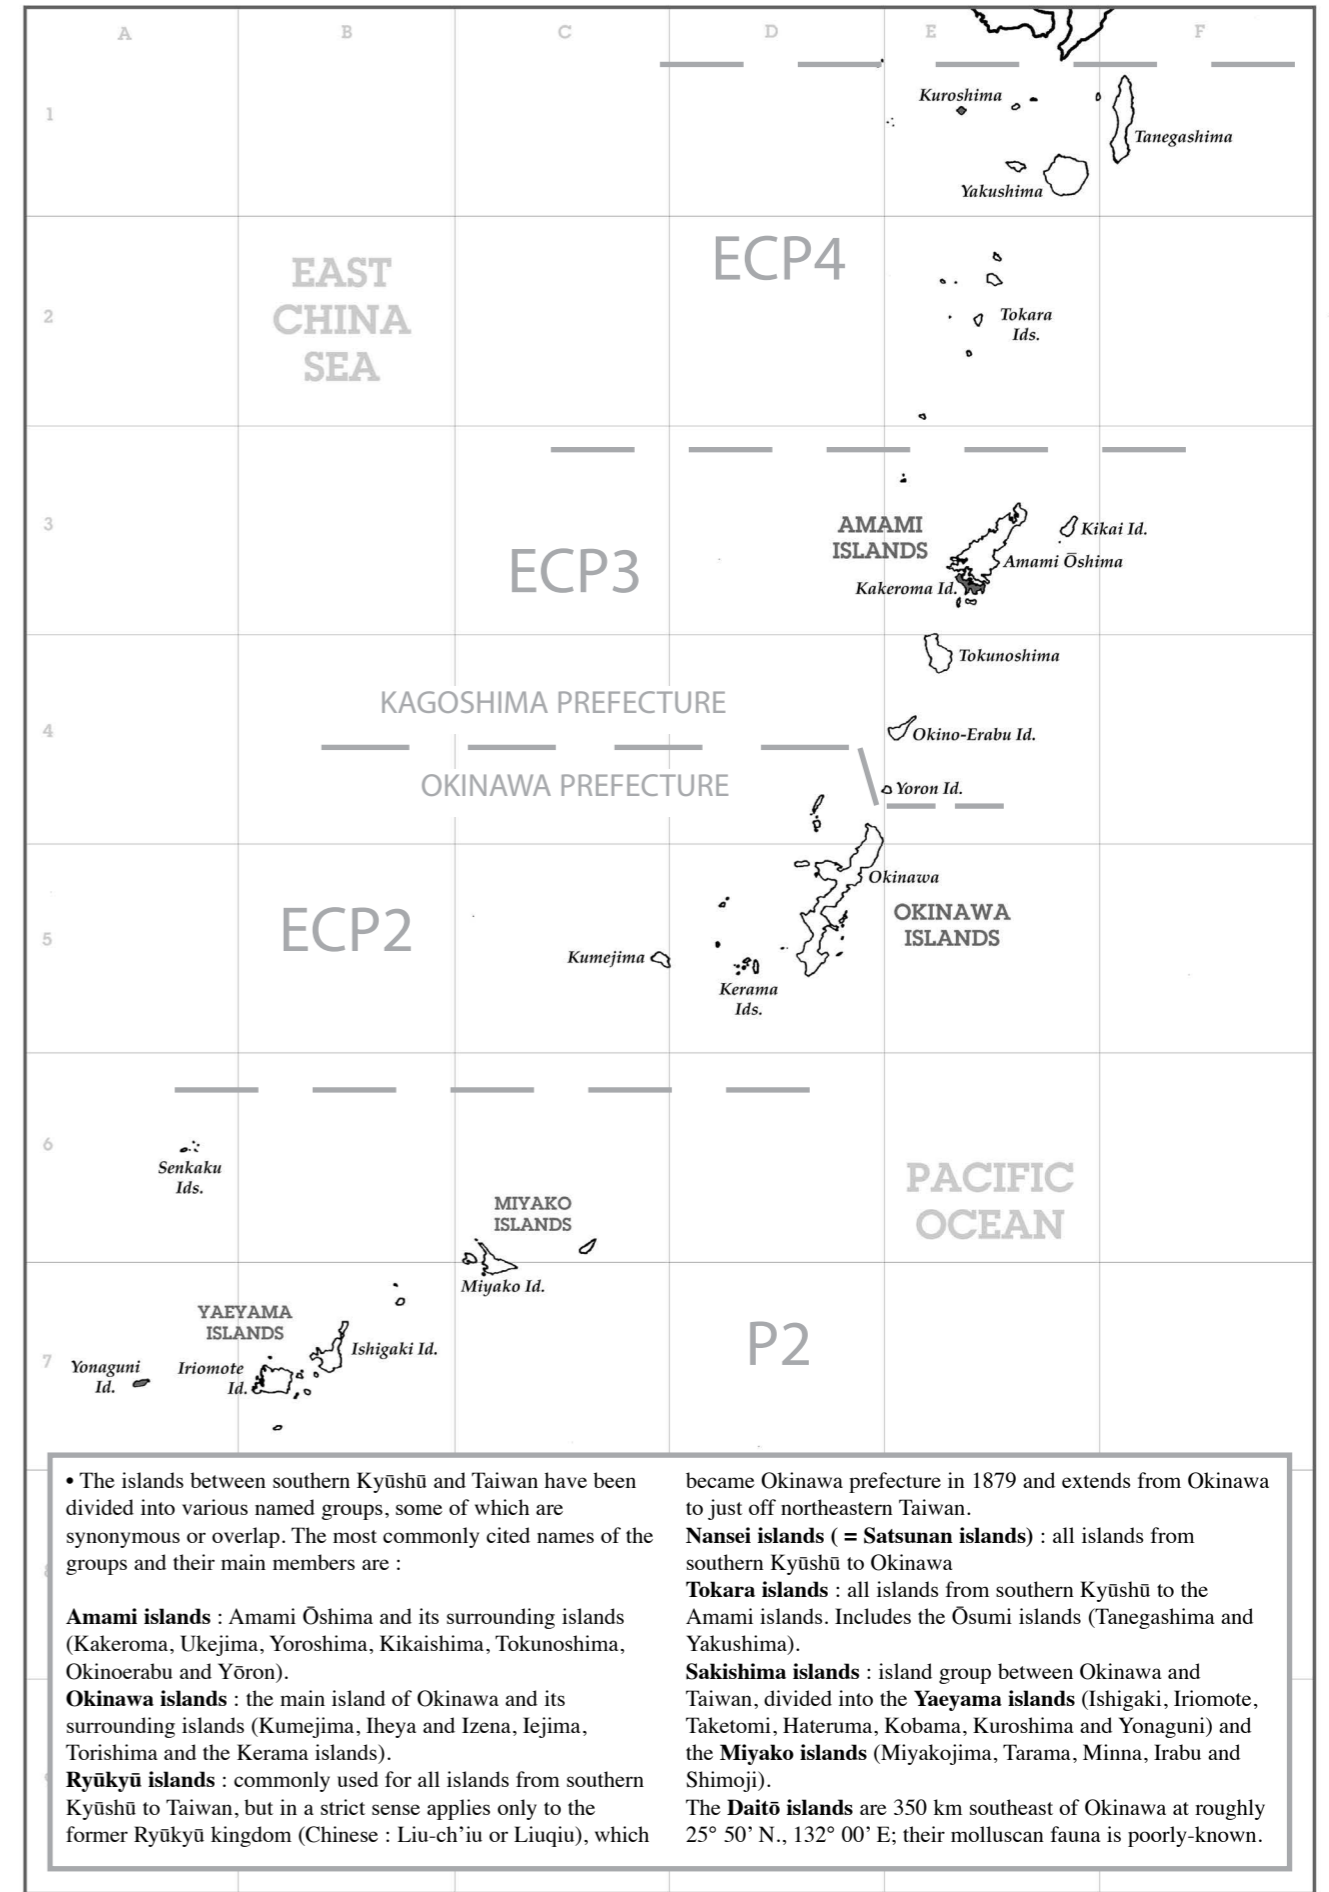 A B C D E F
1
Kuroshima
Tanegashima
Yakushima
ECP4
EAST
CHINA
SEA
2
Tokara
Ids.
3
AMAMI
ISLANDS
Kikai Id.
Amami Ōshima
ECP3
Kakeroma Id.
Tokunoshima
KAGOSHIMA PREFECTURE
4
Okino-Erabu Id.
OKINAWA PREFECTURE
Yoron Id.
Okinawa
ECP2
OKINAWA
ISLANDS
5
Kumejima
Kerama
Ids.
6
Senkaku
Ids.
PACIFIC
OCEAN
MIYAKO
ISLANDS
Miyako Id.
YAEYAMA
ISLANDS
P2
7
Ishigaki Id.
Yonaguni
Id.
Iriomote
Id.
• The islands between southern Kyūshū and Taiwan have been
divided into various named groups, some of which are
synonymous or overlap. The most commonly cited names of the
groups and their main members are :
Amami islands : Amami Ōshima and its surrounding islands
(Kakeroma, Ukejima, Yoroshima, Kikaishima, Tokunoshima,
Okinoerabu and Yōron).
Okinawa islands : the main island of Okinawa and its
surrounding islands (Kumejima, Iheya and Izena, Iejima,
Torishima and the Kerama islands).
Ryūkyū islands : commonly used for all islands from southern
Kyūshū to Taiwan, but in a strict sense applies only to the
former Ryūkyū kingdom (Chinese : Liu-ch'iu or Liuqiu), which
became Okinawa prefecture in 1879 and extends from Okinawa
to just off northeastern Taiwan.
Nansei islands ( = Satsunan islands) : all islands from
southern Kyūshū to Okinawa
Tokara islands : all islands from southern Kyūshū to the
Amami islands. Includes the Ōsumi islands (Tanegashima and
Yakushima).
Sakishima islands : island group between Okinawa and
Taiwan, divided into the Yaeyama islands (Ishigaki, Iriomote,
Taketomi, Hateruma, Kobama, Kuroshima and Yonaguni) and
the Miyako islands (Miyakojima, Tarama, Minna, Irabu and
Shimoji).
The Daitō islands are 350 km southeast of Okinawa at roughly
25° 50' N., 132° 00' E; their molluscan fauna is poorly-known.